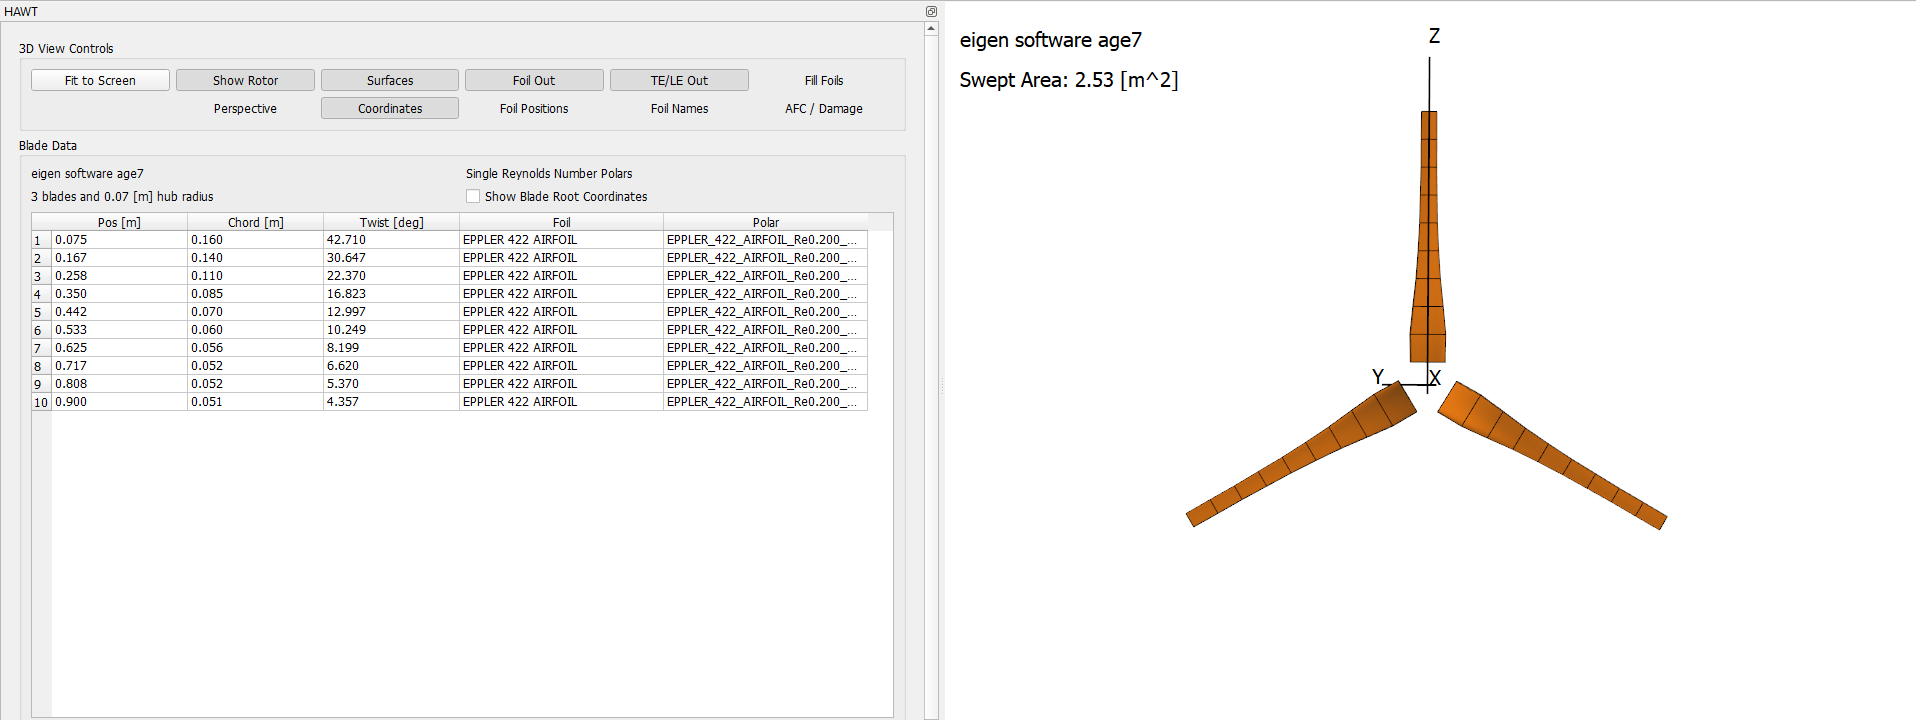 HAWT
3D View Controls
Fit to Screen Show Rotor Surfaces Foil Out TE/LE Out Fill Foils
Perspective Coordinates Foil Positions Foil Names AFC / Damage
Blade Data
eigen software age7 Single Reynolds Number Polars
3 blades and 0.07 [m] hub radius Show Blade Root Coordinates
Pos [m] Chord [m] Twist [deg] Foil Polar
1 0.075 0.160 42.710 EPPLER 422 AIRFOIL EPPLER_422_AIRFOIL_Re0.200_...
2 0.167 0.140 30.647 EPPLER 422 AIRFOIL EPPLER_422_AIRFOIL_Re0.200_...
3 0.258 0.110 22.370 EPPLER 422 AIRFOIL EPPLER_422_AIRFOIL_Re0.200_...
4 0.350 0.085 16.823 EPPLER 422 AIRFOIL EPPLER_422_AIRFOIL_Re0.200_...
5 0.442 0.070 12.997 EPPLER 422 AIRFOIL EPPLER_422_AIRFOIL_Re0.200_...
6 0.533 0.060 10.249 EPPLER 422 AIRFOIL EPPLER_422_AIRFOIL_Re0.200_...
7 0.625 0.056 8.199 EPPLER 422 AIRFOIL EPPLER_422_AIRFOIL_Re0.200_...
8 0.717 0.052 6.620 EPPLER 422 AIRFOIL EPPLER_422_AIRFOIL_Re0.200_...
9 0.808 0.052 5.370 EPPLER 422 AIRFOIL EPPLER_422_AIRFOIL_Re0.200_...
10 0.900 0.051 4.357 EPPLER 422 AIRFOIL EPPLER_422_AIRFOIL_Re0.200_...
eigen software age7
Swept Area: 2.53 [m^2]
Z
Y X